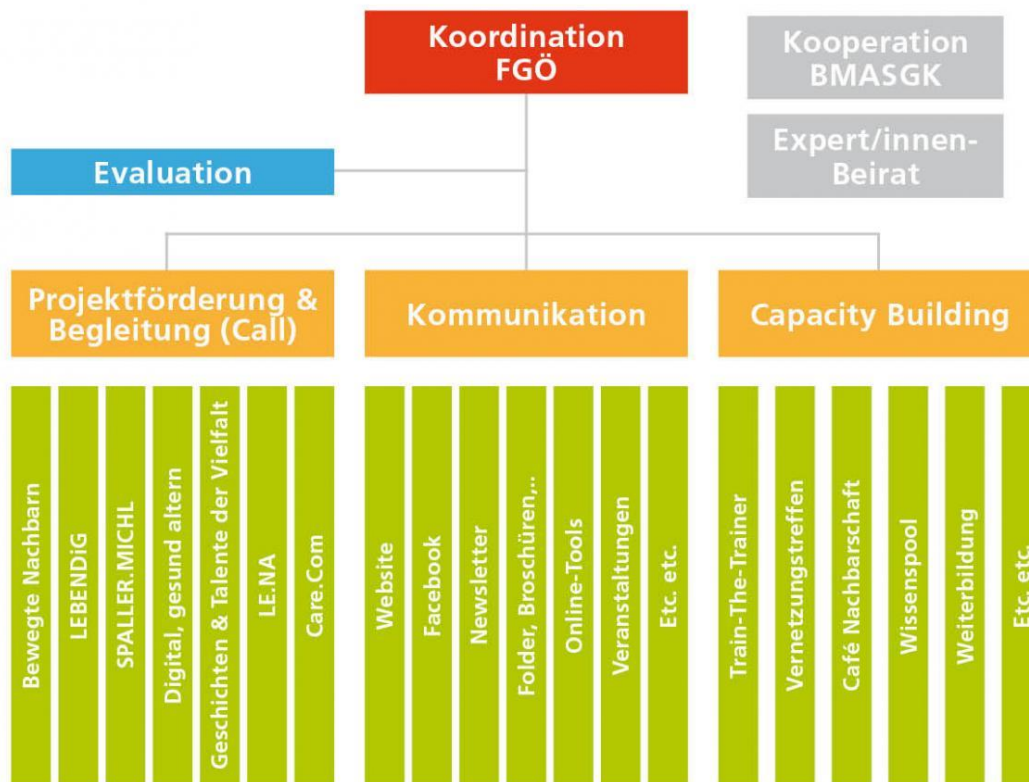 Koordination
FGÖ
Kooperation
BMASGK
Expert/innen-
Beirat
Evaluation
Projektförderung &
Begleitung (Call)
Kommunikation
Capacity Building
Bewegte Nachbarn
LEBENDiG
SPALLER.MICHL
Digital, gesund altern
Geschichten & Talente der Vielfalt
LE.NA
Care.Com
Website
Facebook
Newsletter
Folder, Broschüren,..
Online-Tools
Veranstaltungen
Etc. etc.
Train-The-Trainer
Vernetzungstreffen
Café Nachbarschaft
Wissenspool
Weiterbildung
Etc. etc.